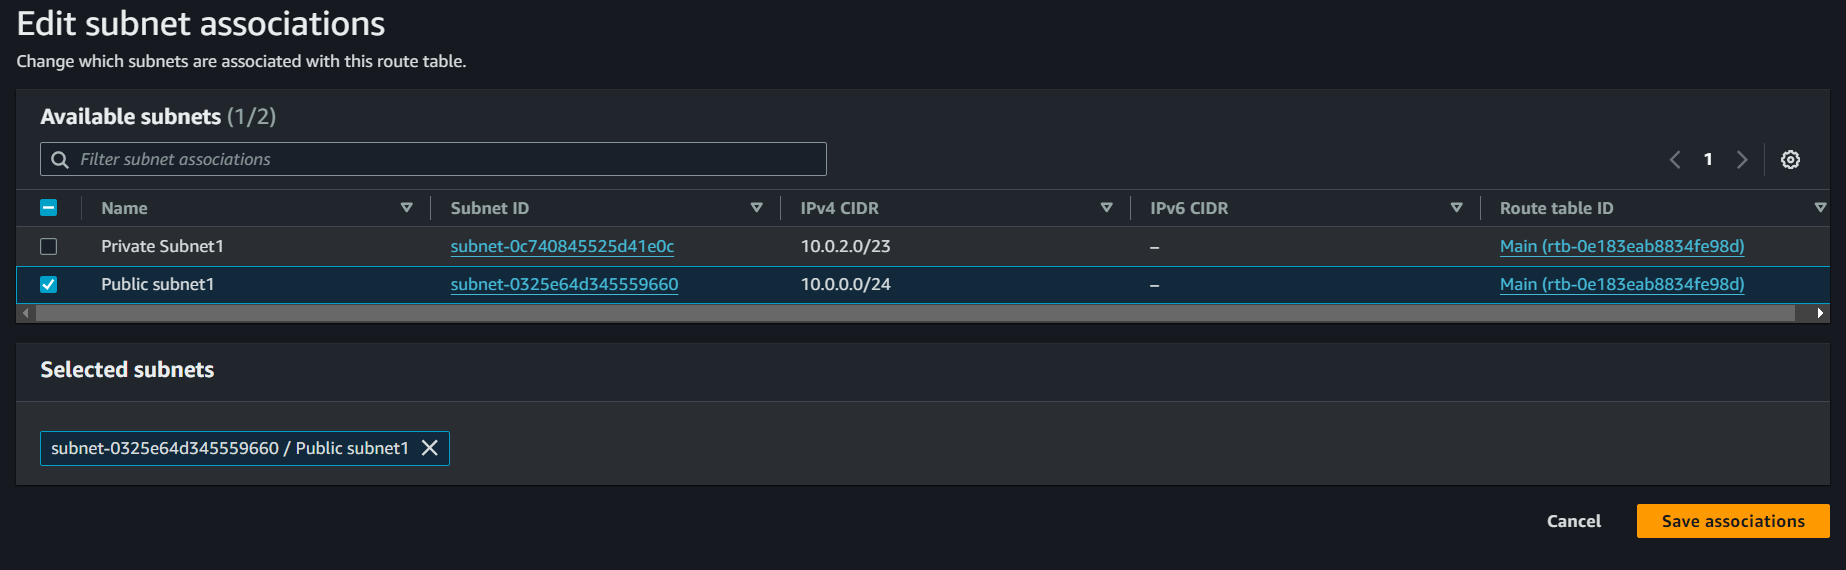 Edit subnet associations
Change which subnets are associated with this route table.
Available subnets (1/2)
Filter subnet associations
1
Name Subnet ID IPv4 CIDR IPv6 CIDR Route table ID
Private Subnet1 subnet-0c740845525d41e0c 10.0.2.0/23 – Main (rtb-0e183eab8834fe98d)
Public subnet1 subnet-0325e64d345559660 10.0.0.0/24 – Main (rtb-0e183eab8834fe98d)
Selected subnets
subnet-0325e64d345559660 / Public subnet1
Cancel Save associations